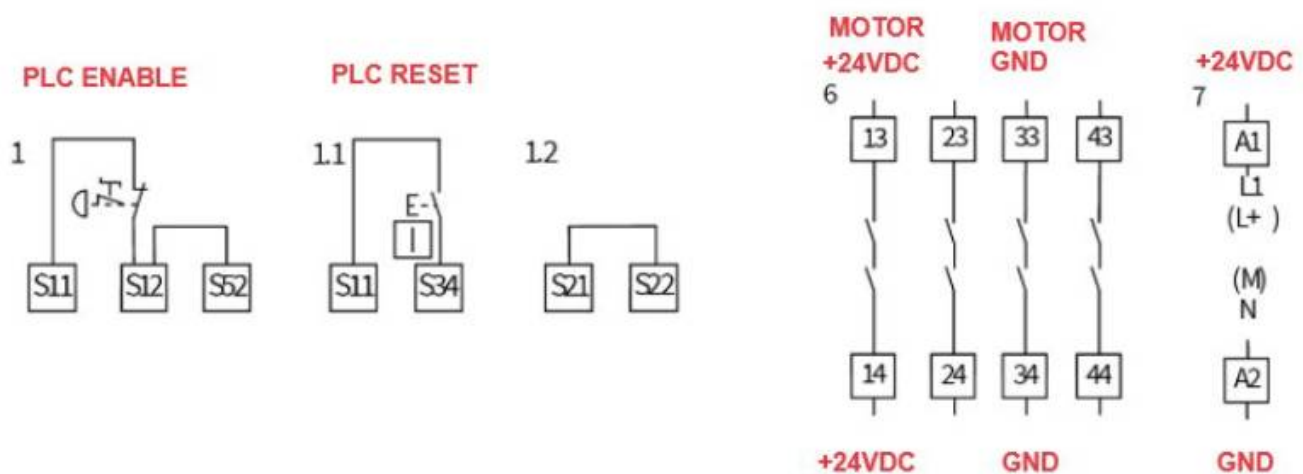 PLC ENABLE
1
S11 S12 S52
PLC RESET
1.1
E
I
S11 S34
1.2
S21 S22
MOTOR
+24VDC
MOTOR
GND
6
13 23 33 43
14 24 34 44
+24VDC
GND
+24VDC
7
A1
L1
(L+ )
(M)
N
A2
GND